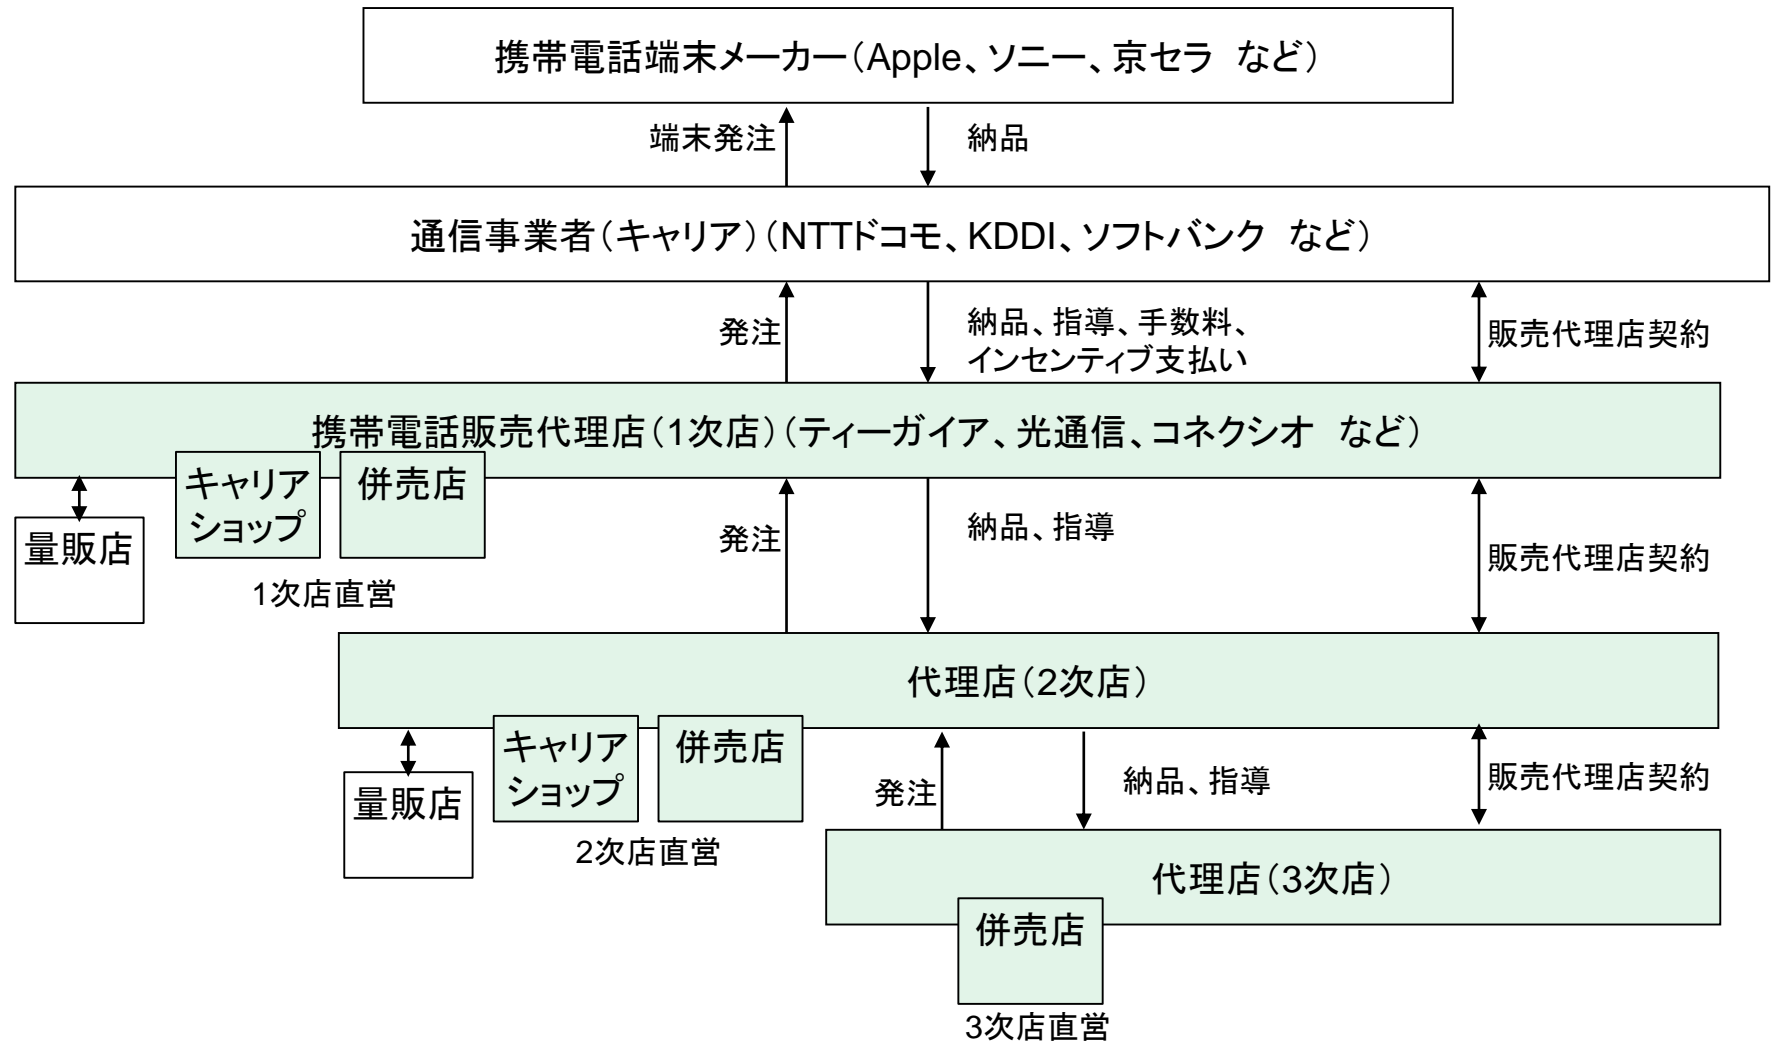 携帯電話端末メーカー（Apple、ソニー、京セラ など）
端末発注
納品
通信事業者（キャリア）（NTTドコモ、KDDI、ソフトバンク など）
発注
納品、指導、手数料、
インセンティブ支払い
販売代理店契約
携帯電話販売代理店（1次店）（ティーガイア、光通信、コネクシオ など）
量販店
キャリア
ショップ
併売店
1次店直営
発注
納品、指導
販売代理店契約
代理店（2次店）
量販店
キャリア
ショップ
併売店
2次店直営
発注
納品、指導
販売代理店契約
代理店（3次店）
併売店
3次店直営